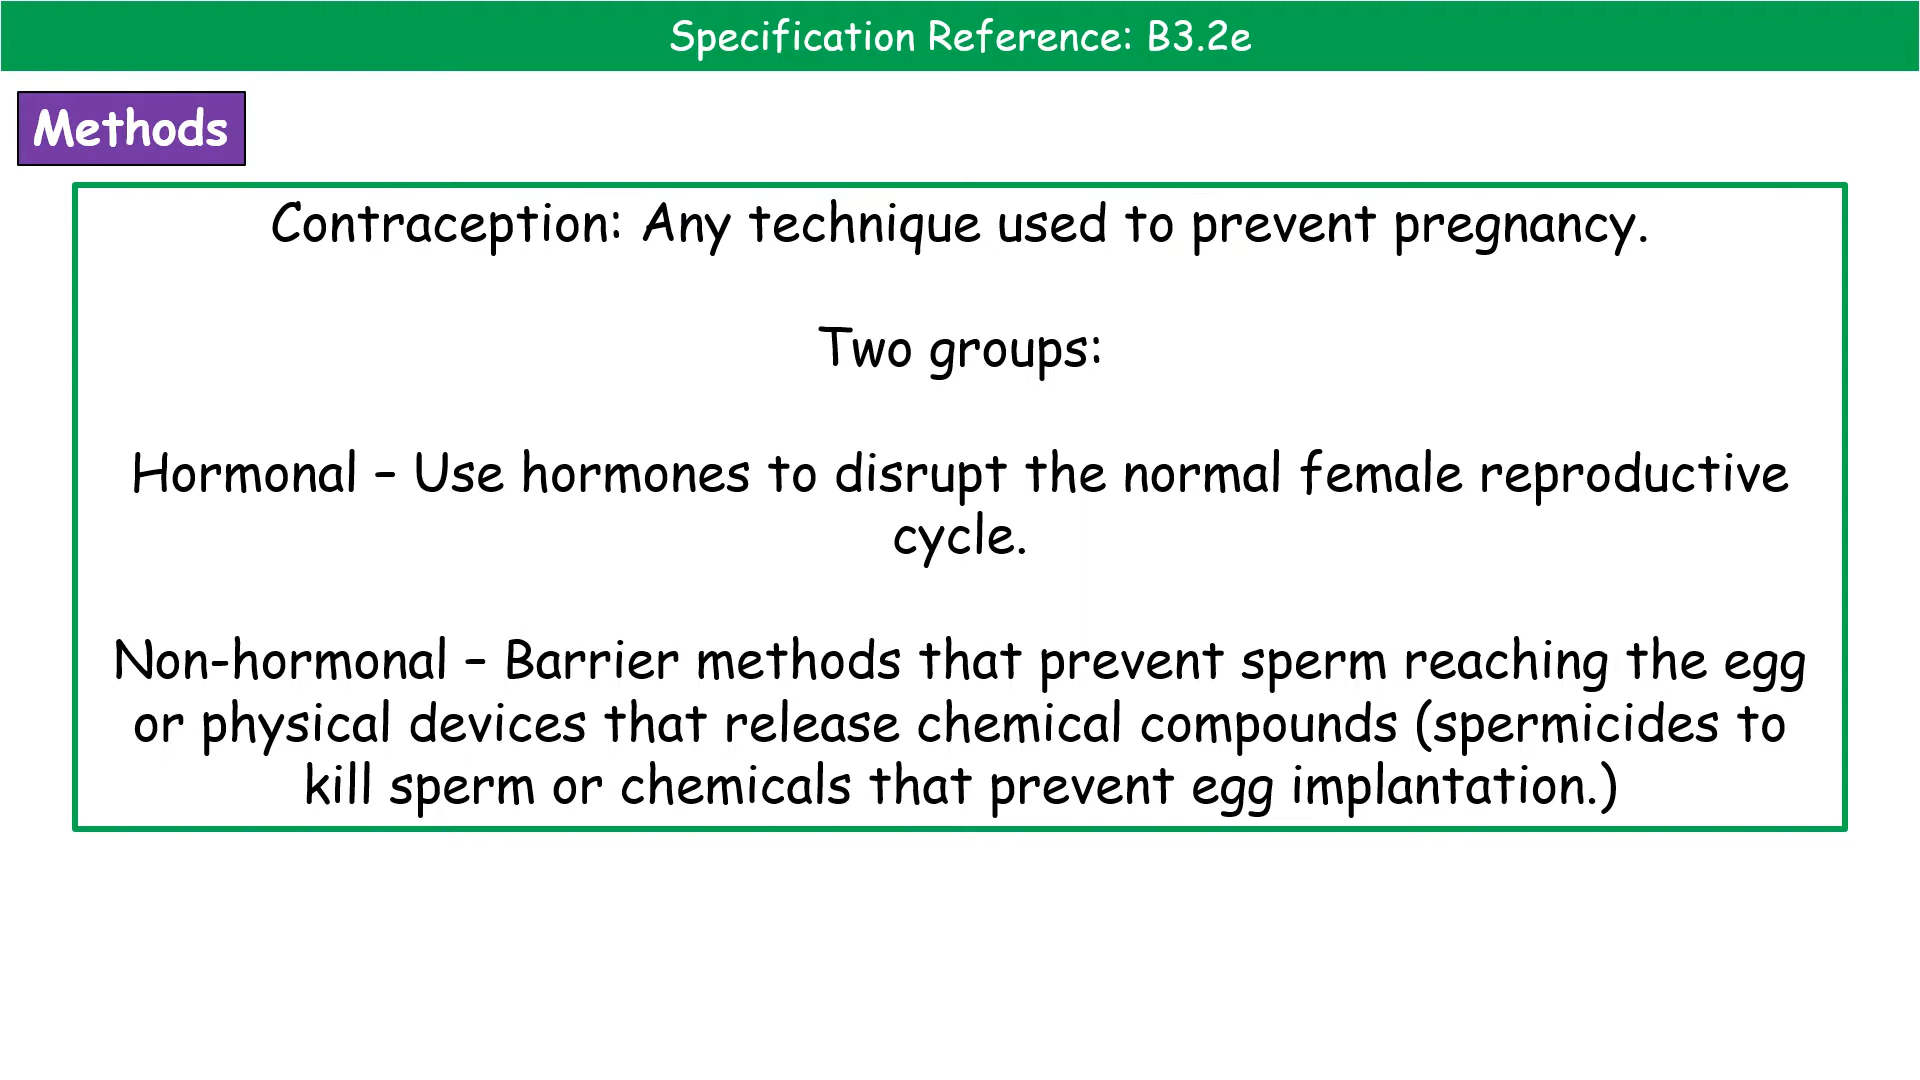 Specification Reference: B3.2e
Methods
Contraception: Any technique used to prevent pregnancy.
Two groups:
Hormonal – Use hormones to disrupt the normal female reproductive
cycle.
Non-hormonal – Barrier methods that prevent sperm reaching the egg
or physical devices that release chemical compounds (spermicides to
kill sperm or chemicals that prevent egg implantation.)